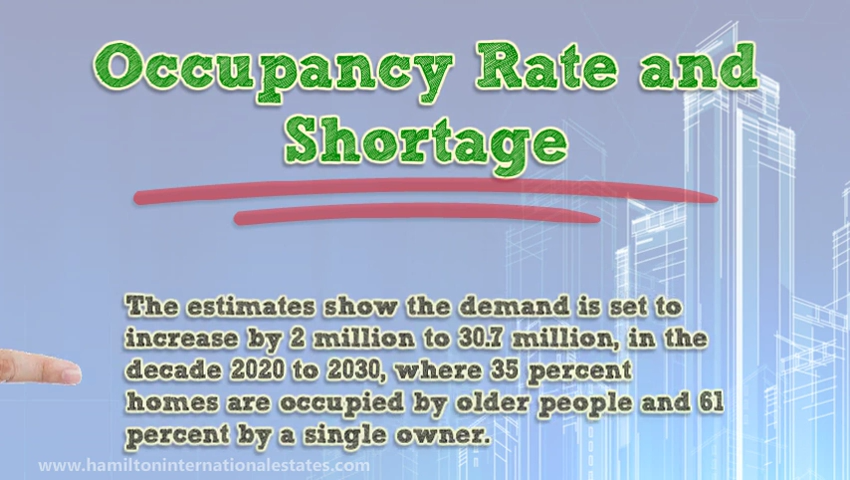 Occupancy Rate and
Shortage
The estimates show the demand is set to
increase by 2 million to 30.7 million, in the
decade 2020 to 2030, where 35 percent
homes are occupied by older people and 61
percent by a single owner.
www.hamiltoninternationalestates.com